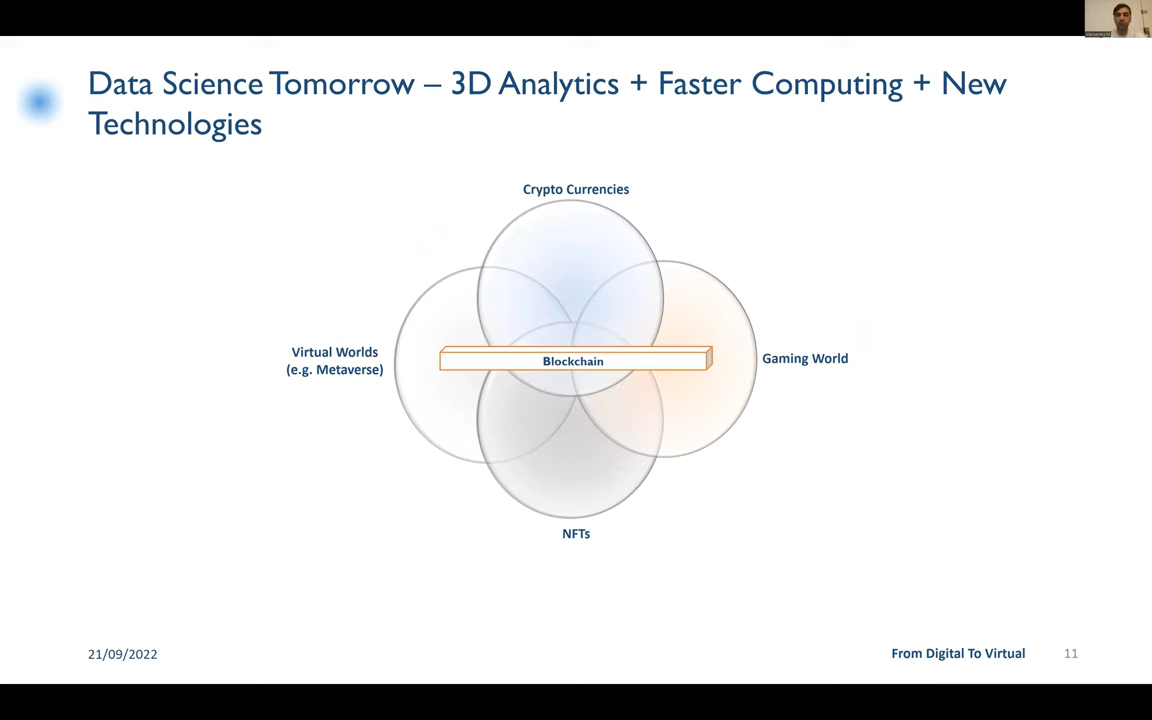 Data Science Tomorrow – 3D Analytics + Faster Computing + New
Technologies
Crypto Currencies
Virtual Worlds
(e.g. Metaverse)
Blockchain
Gaming World
NFTs
21/09/2022
From Digital To Virtual
11